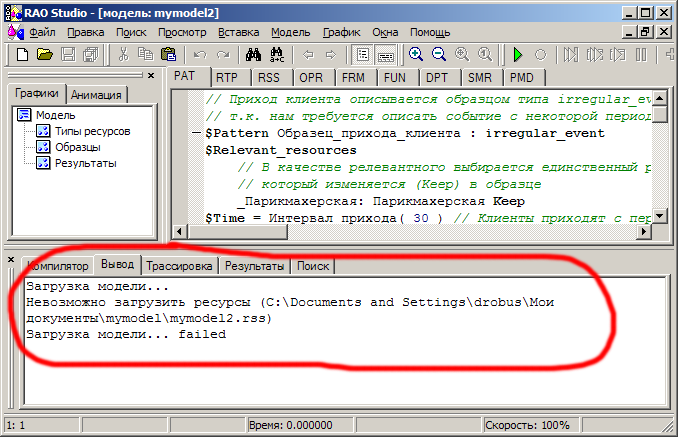 RAO Studio - [модель: mymodel2]
Файл Правка Поиск Просмотр Вставка Модель График Окна Помощь
PAT RTP RSS OPR FRM FUN DPT SMR PMD
Графики Анимация
Модель
Типы ресурсов
Образцы
Результаты
// Приход клиента описывается образцом типа irregular_eve
// т.к. нам требуется описать событие с некоторой период
$Pattern Образец_прихода_клиента : irregular_event
$Relevant_resources
// В качестве релевантного выбирается единственный р
// который изменяется (Keep) в образце
_Парикмахерская: Парикмахерская Keep
$Time = Интервал_прихода( 30 ) // Клиенты приходят с пер
Компилятор Вывод Трассировка Результаты Поиск
Загрузка модели...
Невозможно загрузить ресурсы (C:\Documents and Settings\drobus\Мои
документы\mymodel\mymodel2.rss)
Загрузка модели... failed
1: 1 Время: 0.000000 Скорость: 100%